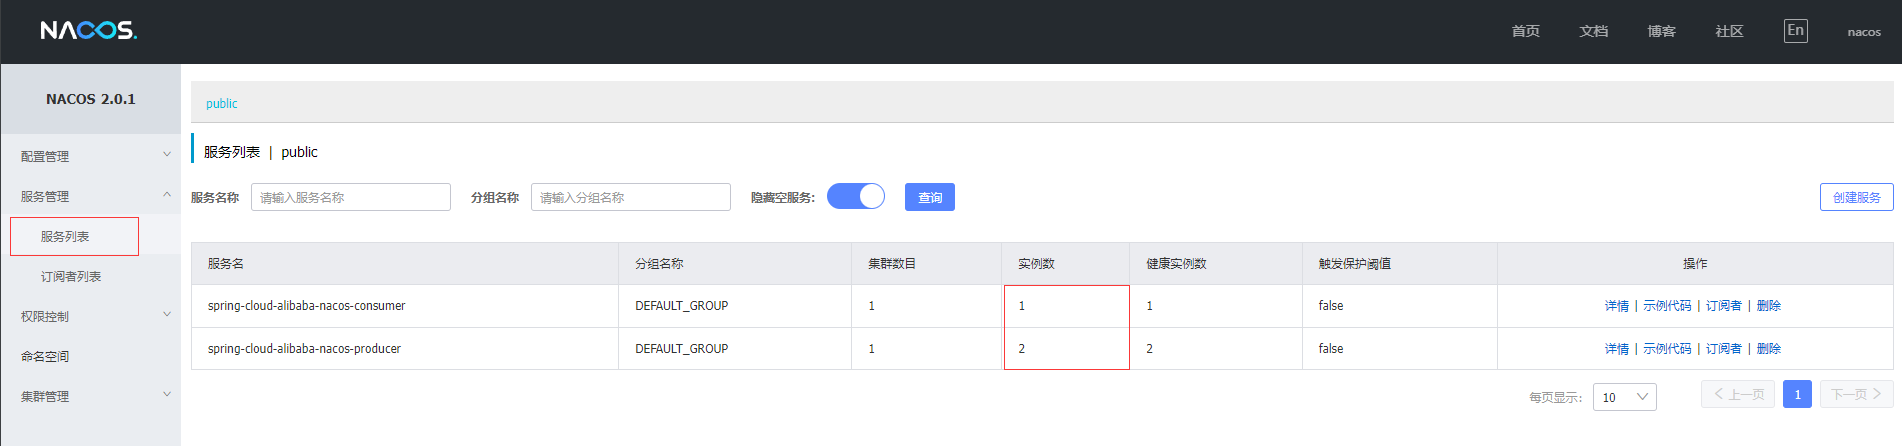 NACOS.
首页 文档 博客 社区 En nacos
NACOS 2.0.1
配置管理
服务管理
服务列表
订阅者列表
权限控制
命名空间
集群管理
public
服务列表 | public
服务名称 请输入服务名称 分组名称 请输入分组名称 隐藏空服务: 查询 创建服务
服务名 分组名称 集群数目 实例数 健康实例数 触发保护阈值 操作
spring-cloud-alibaba-nacos-consumer DEFAULT_GROUP 1 1 1 false 详情 | 示例代码 | 订阅者 | 删除
spring-cloud-alibaba-nacos-producer DEFAULT_GROUP 1 2 2 false 详情 | 示例代码 | 订阅者 | 删除
每页显示: 10 上一页 1 下一页